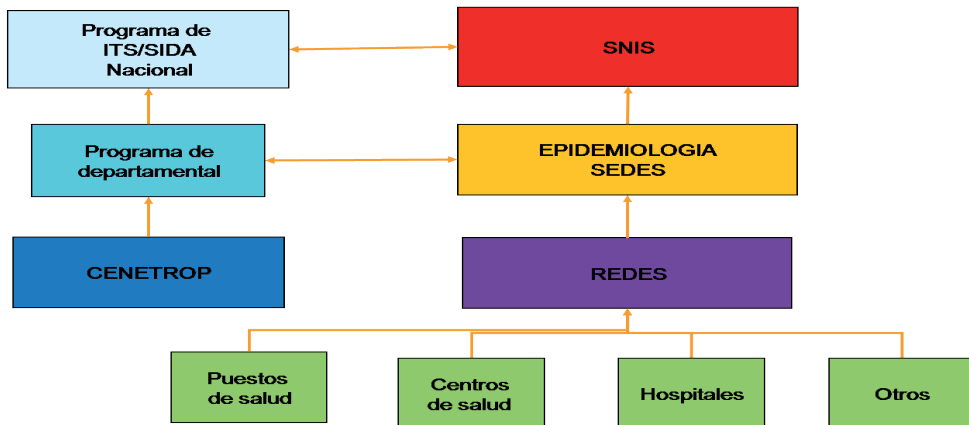 Programa de
ITS/SIDA
Nacional
SNIS
Programa de
departamental
EPIDEMIOLOGIA
SEDES
CENETROP
REDES
Puestos
de salud
Centros
de salud
Hospitales
Otros